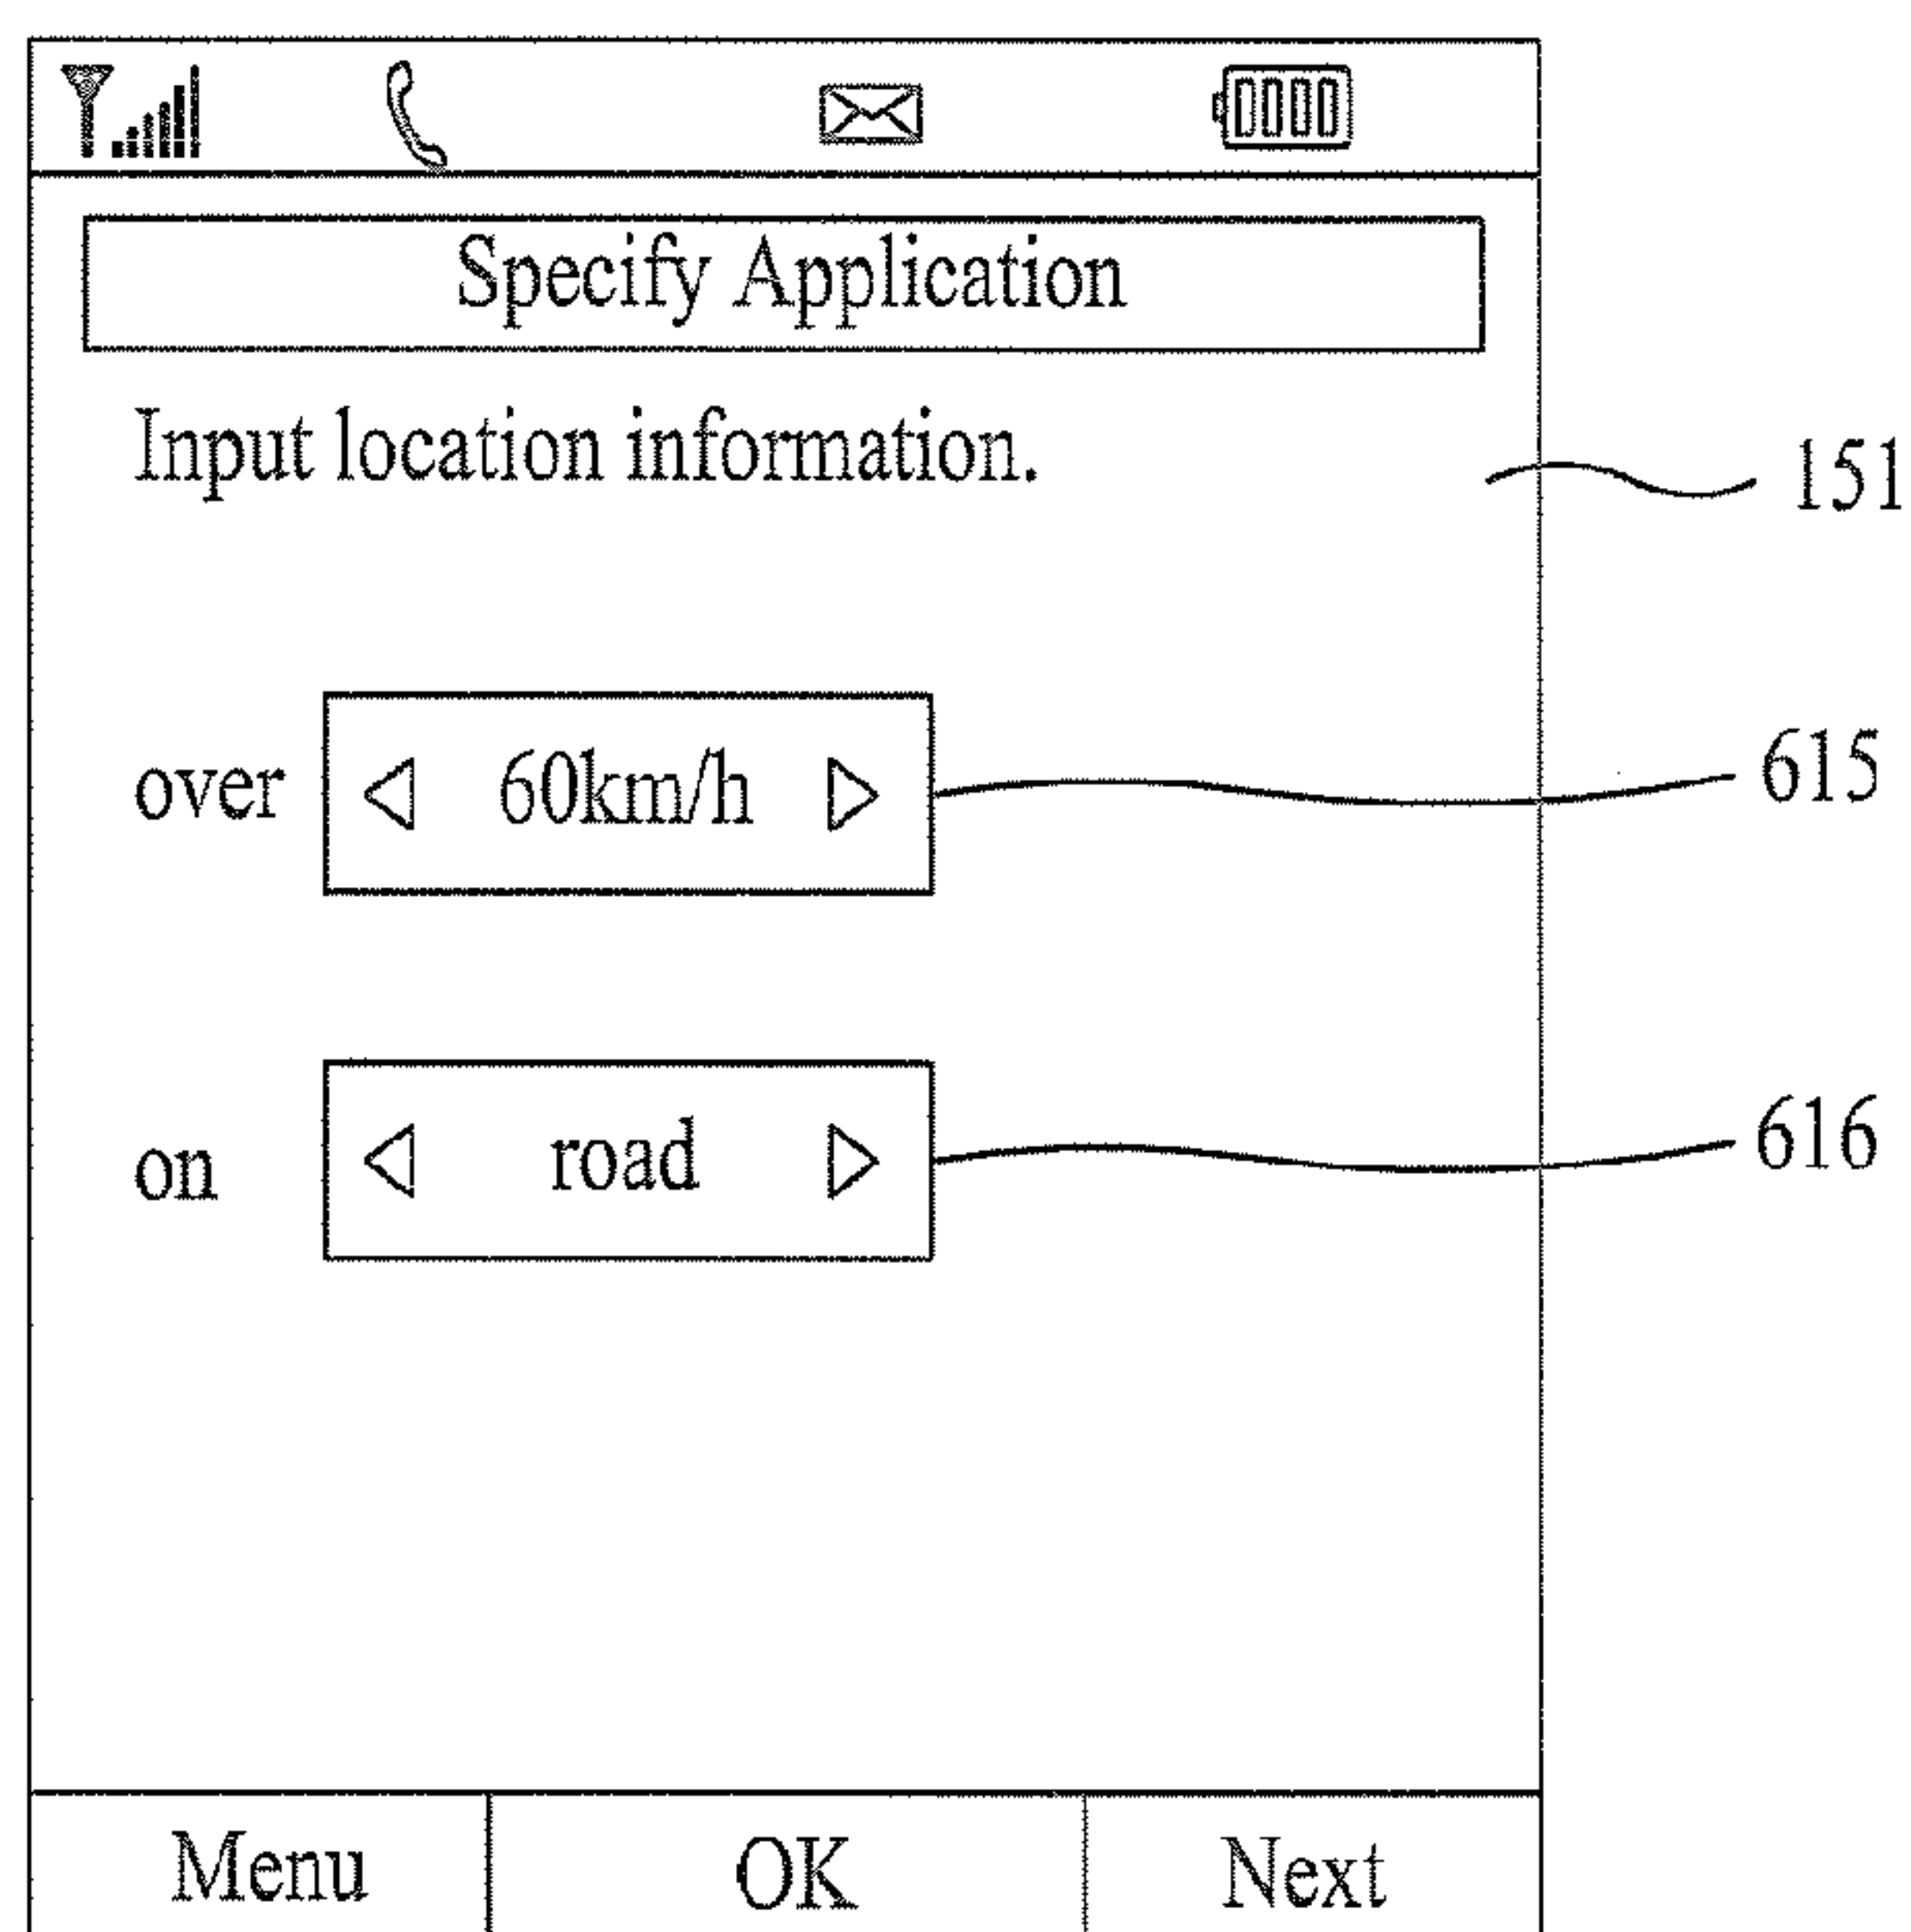 Specify Application
Input location information.
151
over 60km/h 615
on road 616
Menu OK Next